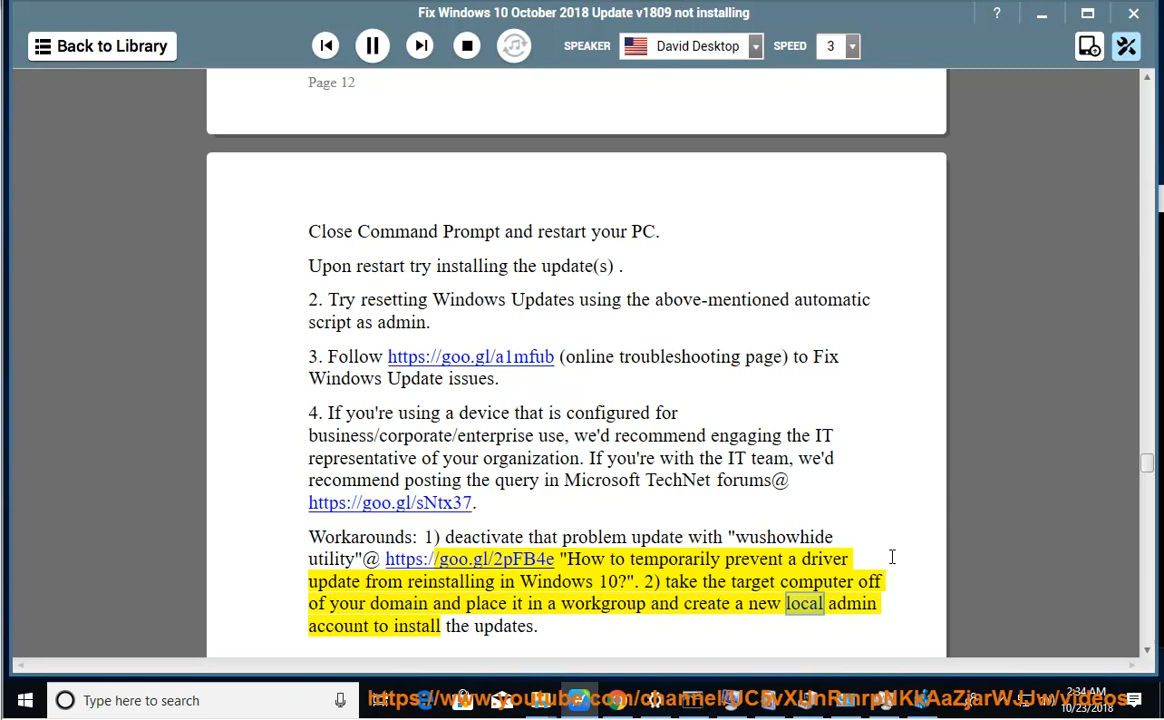 Fix Windows 10 October 2018 Update v1809 not installing
?
Back to Library
SPEAKER
David Desktop
SPEED
3
Page 12
Close Command Prompt and restart your PC.
Upon restart try installing the update(s) .
2. Try resetting Windows Updates using the above-mentioned automatic
script as admin.
3. Follow https://goo.gl/a1mfub (online troubleshooting page) to Fix
Windows Update issues.
4. If you're using a device that is configured for
business/corporate/enterprise use, we'd recommend engaging the IT
representative of your organization. If you're with the IT team, we'd
recommend posting the query in Microsoft TechNet forums@
https://goo.gl/sNtx37.
Workarounds: 1) deactivate that problem update with "wushowhide
utility"@ https://goo.gl/2pFB4e "How to temporarily prevent a driver
update from reinstalling in Windows 10?". 2) take the target computer off
of your domain and place it in a workgroup and create a new local admin
account to install the updates.
Type here to search
2:34 AM
10/23/2018